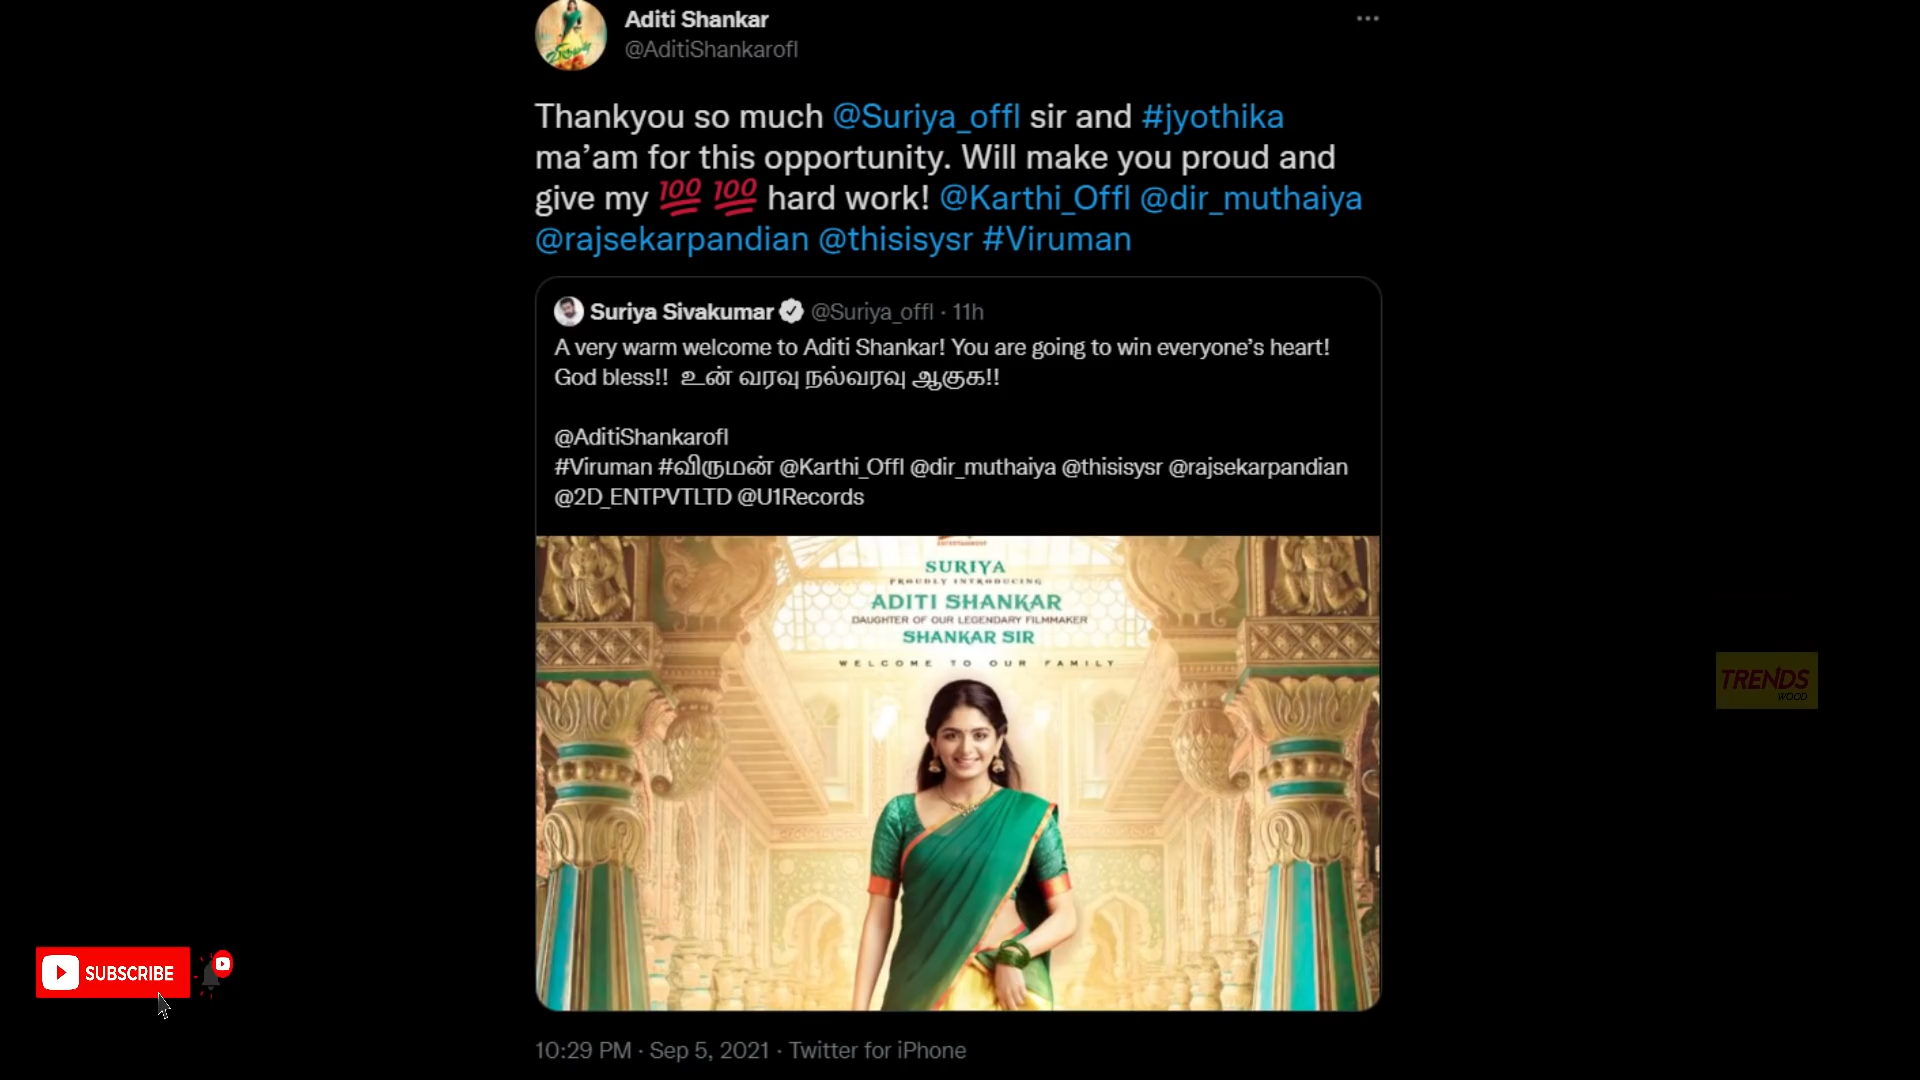 Aditi Shankar
@AditiShankarofl
Thankyou so much @Suriya_offl sir and #jyothika
ma’am for this opportunity. Will make you proud and
give my 💯 💯 hard work! @Karthi_Offl @dir_muthaiya
@rajsekarpandian @thisisysr #Viruman
Suriya Sivakumar @Suriya_offl · 11h
A very warm welcome to Aditi Shankar! You are going to win everyone’s heart!
God bless!! உன் வரவு நல்வரவு ஆகுக!!
@AditiShankarofl
#Viruman #விருமன் @Karthi_Offl @dir_muthaiya @thisisysr @rajsekarpandian
@2D_ENTPVTLTD @U1Records
ENTERTAINMENT
SURIYA
PROUDLY INTRODUCING
ADITI SHANKAR
DAUGHTER OF OUR LEGENDARY FILMMAKER
SHANKAR SIR
WELCOME TO OUR FAMILY
TRENDS
WOOD
SUBSCRIBE
10:29 PM · Sep 5, 2021 · Twitter for iPhone